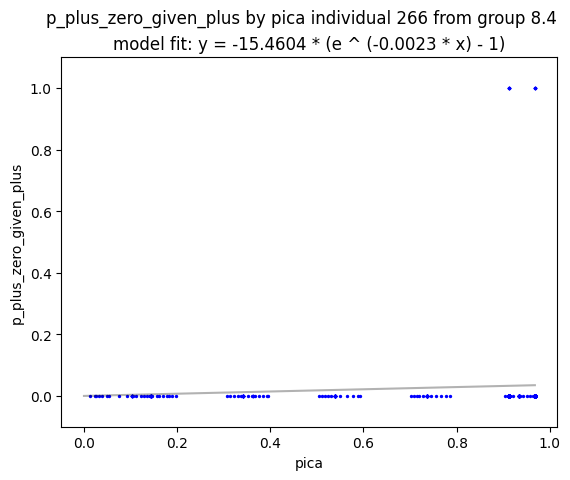 p_plus_zero_given_plus by pica individual 266 from group 8.4
model fit: y = -15.4604 * (e ^ (-0.0023 * x) - 1)
1.0
0.8
0.6
0.4
0.2
0.0
p_plus_zero_given_plus
0.0 0.2 0.4 0.6 0.8 1.0
pica